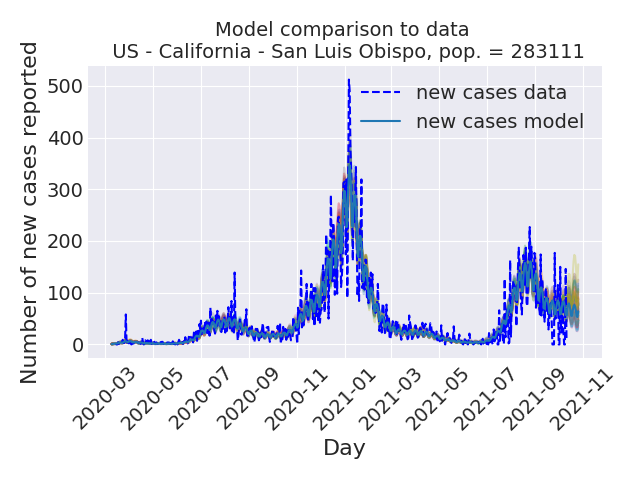 Model comparison to data
US - California - San Luis Obispo, pop. = 283111
Number of new cases reported
500
400
300
200
100
0
new cases data
new cases model
2020-03
2020-05
2020-07
2020-09
2020-11
2021-01
2021-03
2021-05
2021-07
2021-09
2021-11
Day